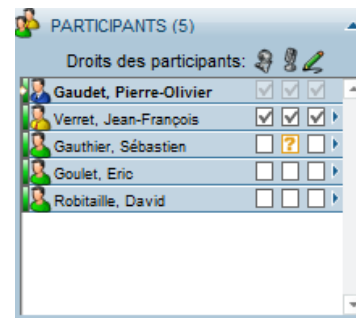 PARTICIPANTS (5)
Droits des participants:
Gaudet, Pierre-Olivier
Verret, Jean-François
Gauthier, Sébastien
?
Goulet, Eric
Robitaille, David